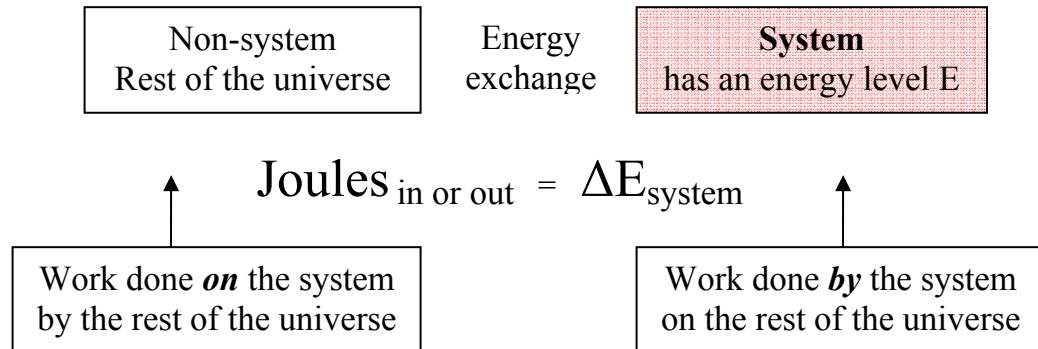 Non-system
Rest of the universe
Energy
exchange
System
has an energy level E
Joules in or out = ΔEsystem
Work done on the system
by the rest of the universe
Work done by the system
on the rest of the universe